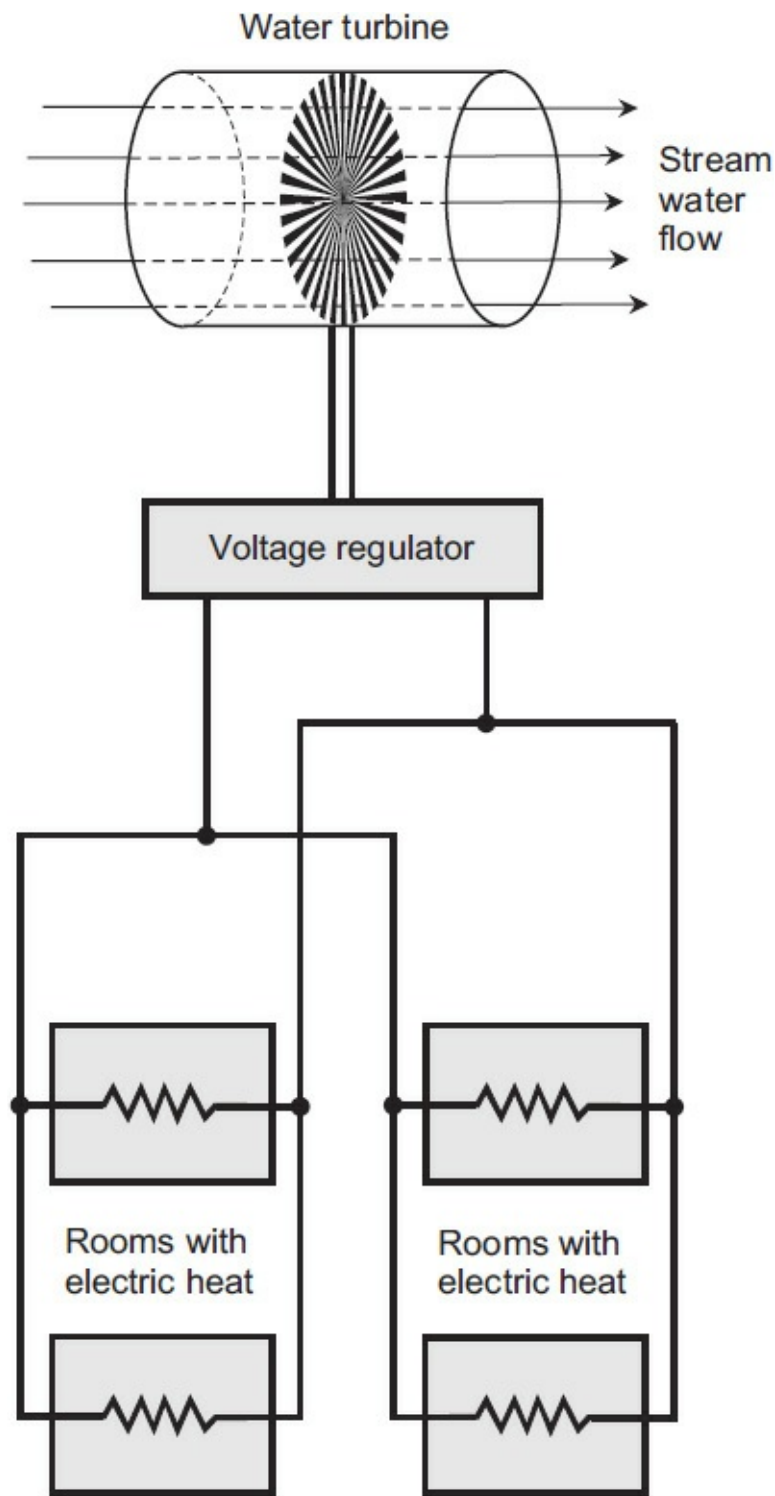 Water turbine
Stream
water
flow
Voltage regulator
Rooms with
electric heat
Rooms with
electric heat